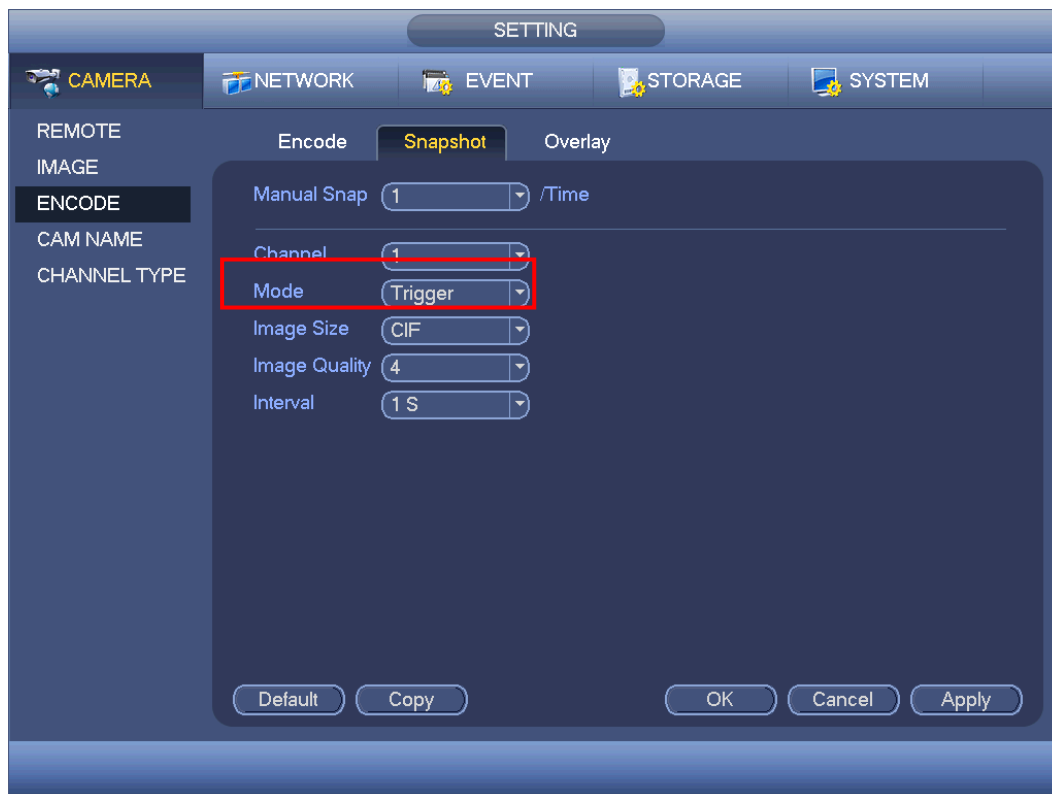 SETTING
CAMERA NETWORK EVENT STORAGE SYSTEM
REMOTE
IMAGE
ENCODE
CAM NAME
CHANNEL TYPE
Encode Snapshot Overlay
Manual Snap 1 /Time
Channel 1
Mode Trigger
Image Size CIF
Image Quality 4
Interval 1 S
Default Copy OK Cancel Apply